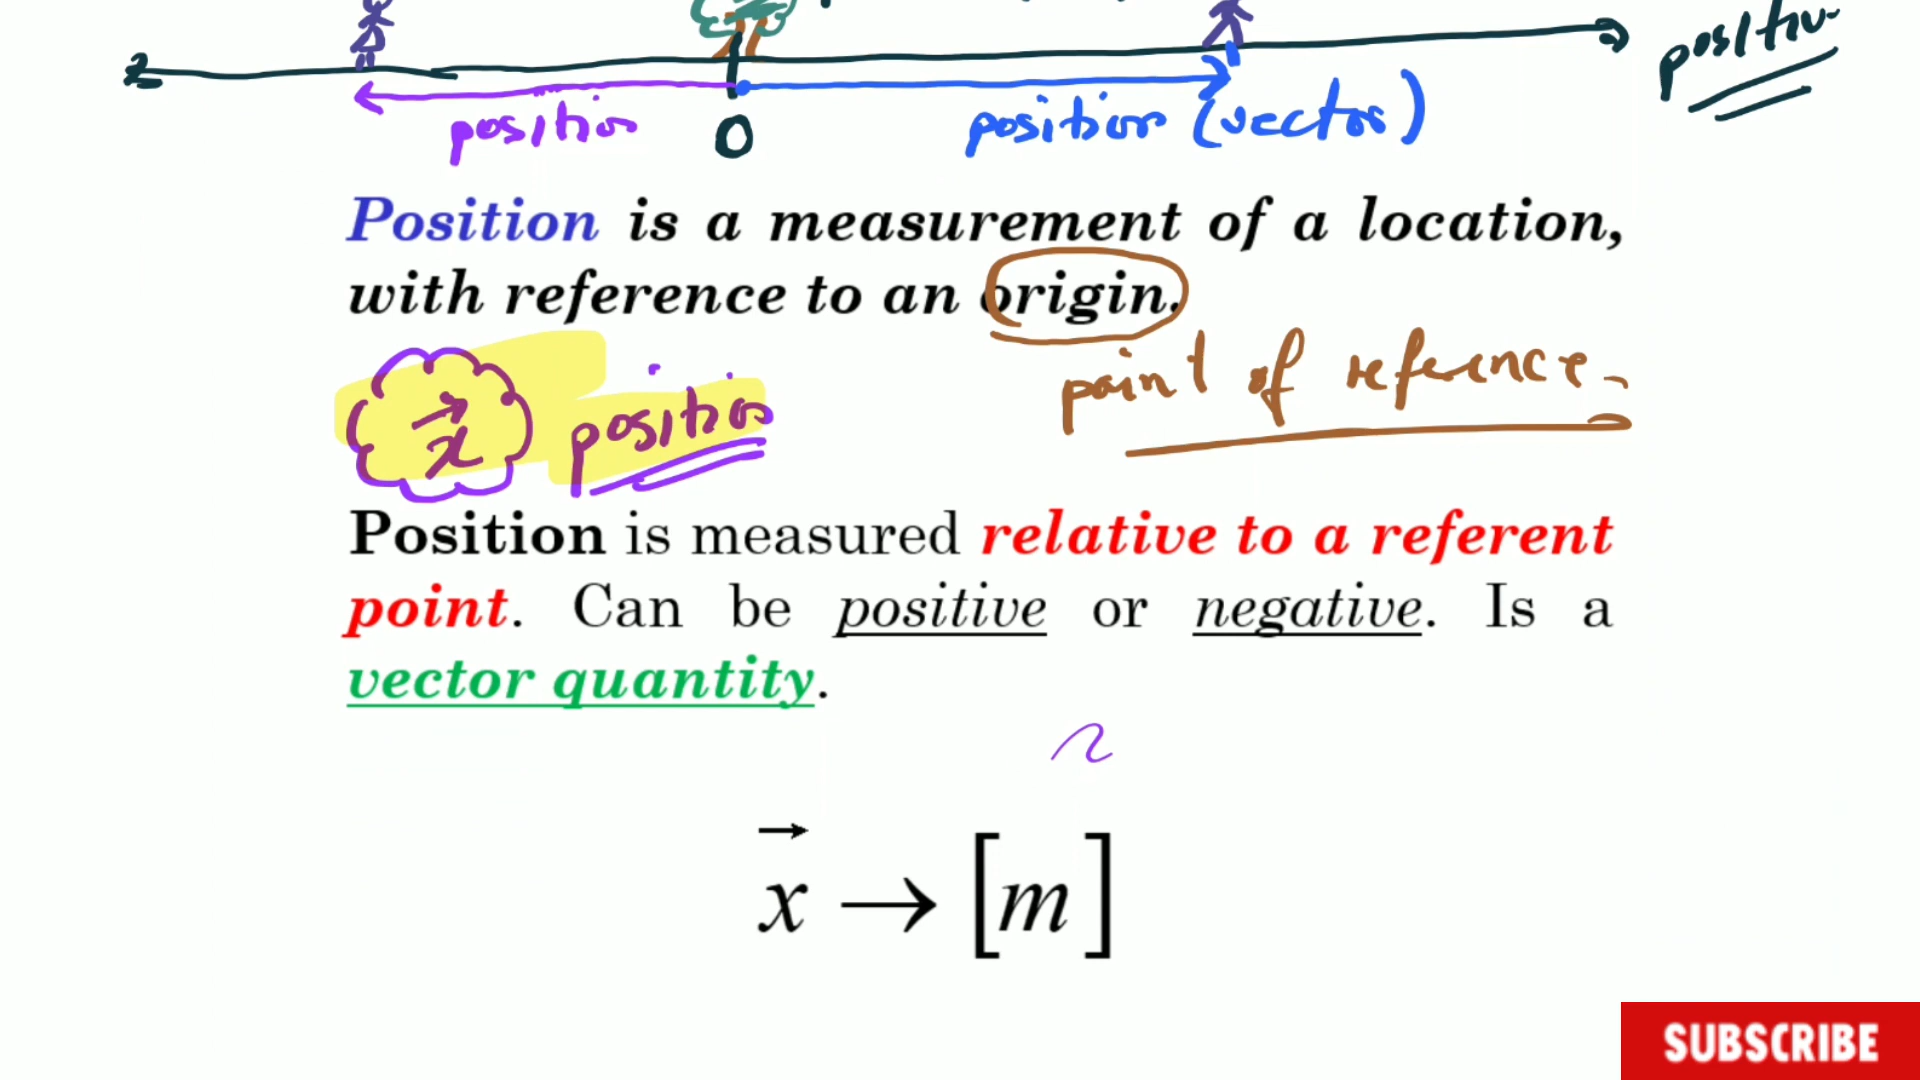 positiv
position
0
position (vector)
Position is a measurement of a location,
with reference to an origin.
point of reference.
x⃗ position
Position is measured relative to a referent
point. Can be positive or negative. Is a
vector quantity.
x⃗ → [m]
SUBSCRIBE